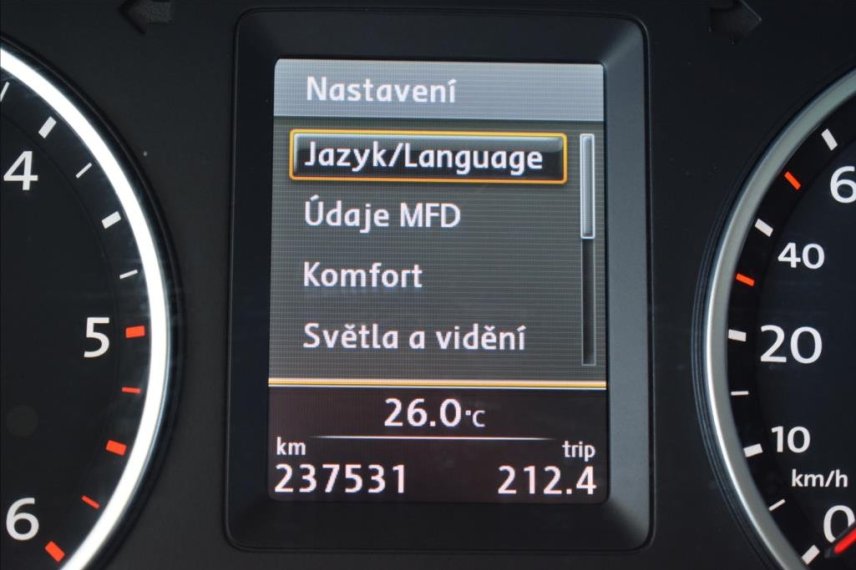 Nastavení
Jazyk/Language
Údaje MFD
Komfort
Světla a vidění
26.0°C
km trip
237531 212.4
4
5
6
6
40
20
10
km/h
0